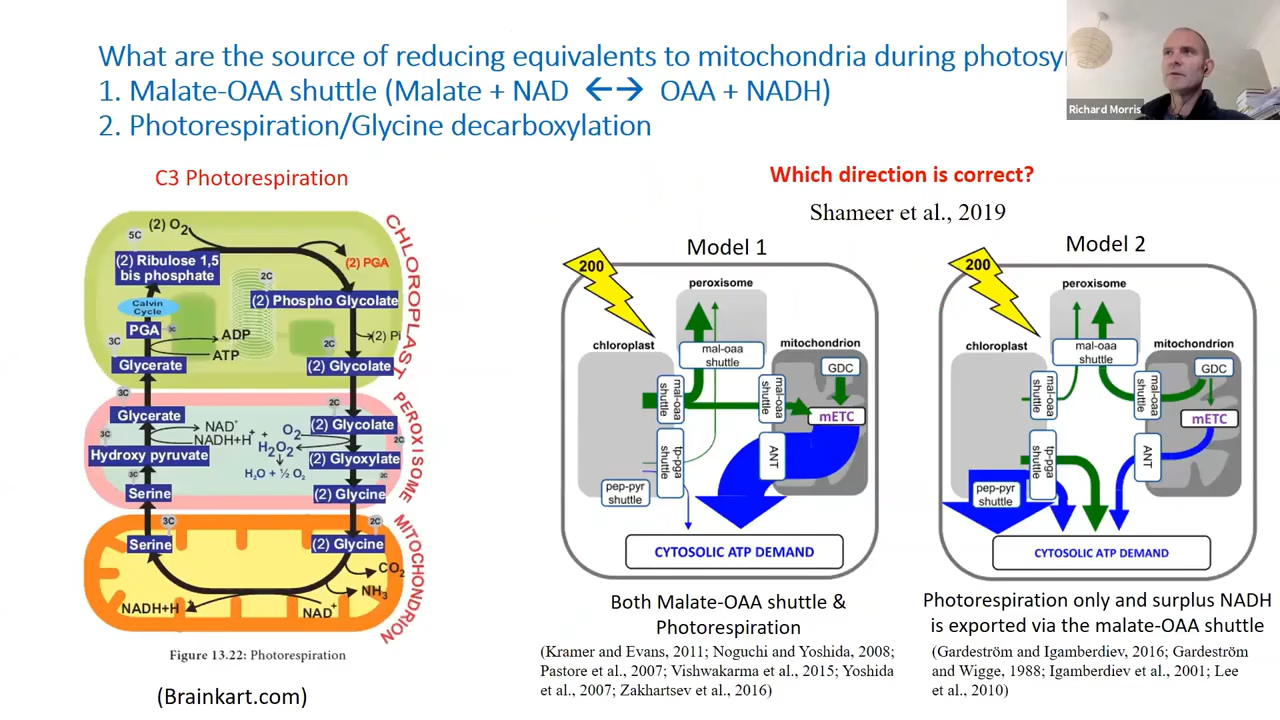 What are the source of reducing equivalents to mitochondria during photosy
1. Malate-OAA shuttle (Malate + NAD ←→ OAA + NADH)
2. Photorespiration/Glycine decarboxylation
Richard Morris
C3 Photorespiration
(2) O2
5C
(2) Ribulose 1,5
bis phosphate
(2) PGA
2C
(2) Phospho Glycolate
Calvin
Cycle
PGA
3C
ADP
(2) Pi
3C
ATP
2C
Glycerate
(2) Glycolate
CHLOROPLAST
3C
2C
Glycerate
(2) Glycolate
NAD+
O2
2C
3C
NADH+H+
+
H2O2
Hydroxy pyruvate
(2) Glyoxylate
H2O + ½ O2
3C
2C
Serine
(2) Glycine
PEROXISOME
3C
2C
Serine
(2) Glycine
CO2
NH3
NADH+H+
NAD+
MITOCHONDRION
Figure 13.22: Photorespiration
(Brainkart.com)
Which direction is correct?
Shameer et al., 2019
Model 1
200
peroxisome
chloroplast
mal-oaa
shuttle
mitochondrion
GDC
mal-oaa
shuttle
mal-oaa
shuttle
mETC
tp-pga
shuttle
ANT
pep-pyr
shuttle
CYTOSOLIC ATP DEMAND
Both Malate-OAA shuttle &
Photorespiration
(Kramer and Evans, 2011; Noguchi and Yoshida, 2008;
Pastore et al., 2007; Vishwakarma et al., 2015; Yoshida
et al., 2007; Zakhartsev et al., 2016)
Model 2
200
peroxisome
chloroplast
mal-oaa
shuttle
mitochondrion
GDC
mal-oaa
shuttle
mal-oaa
shuttle
mETC
tp-pga
shuttle
ANT
pep-pyr
shuttle
CYTOSOLIC ATP DEMAND
Photorespiration only and surplus NADH
is exported via the malate-OAA shuttle
(Gardeström and Igamberdiev, 2016; Gardeström
and Wigge, 1988; Igamberdiev et al., 2001; Lee
et al., 2010)